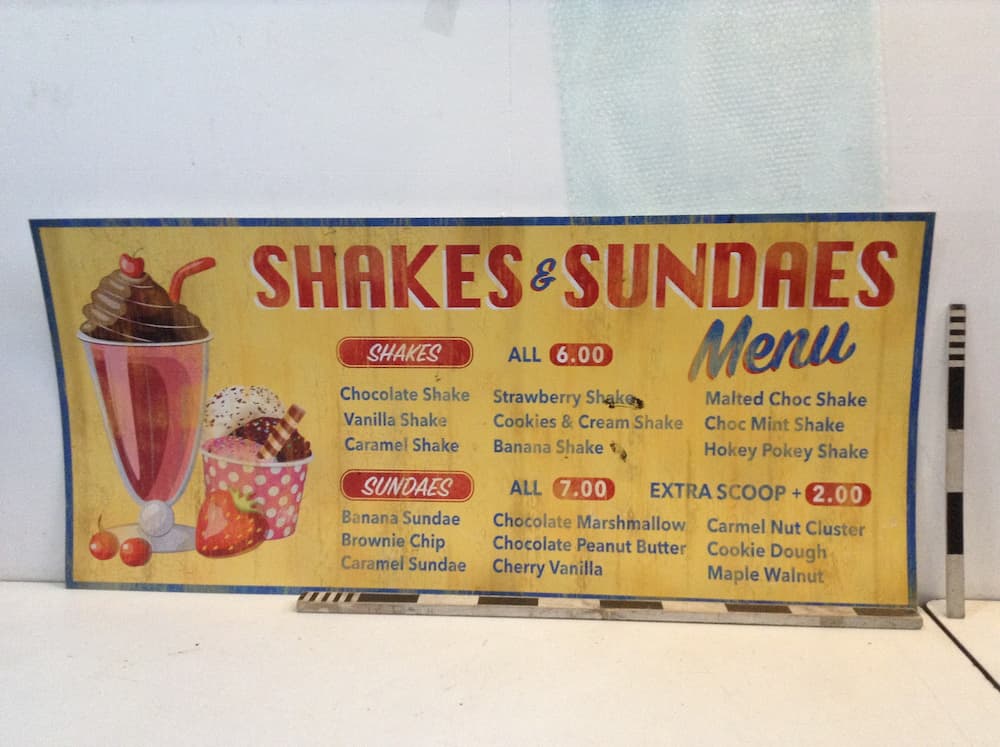 SHAKES & SUNDAES
Menu
SHAKES ALL 6.00
Chocolate Shake Strawberry Shake Malted Choc Shake
Vanilla Shake Cookies & Cream Shake Choc Mint Shake
Caramel Shake Banana Shake Hokey Pokey Shake
SUNDAES ALL 7.00 EXTRA SCOOP + 2.00
Banana Sundae Chocolate Marshmallow Carmel Nut Cluster
Brownie Chip Chocolate Peanut Butter Cookie Dough
Caramel Sundae Cherry Vanilla Maple Walnut